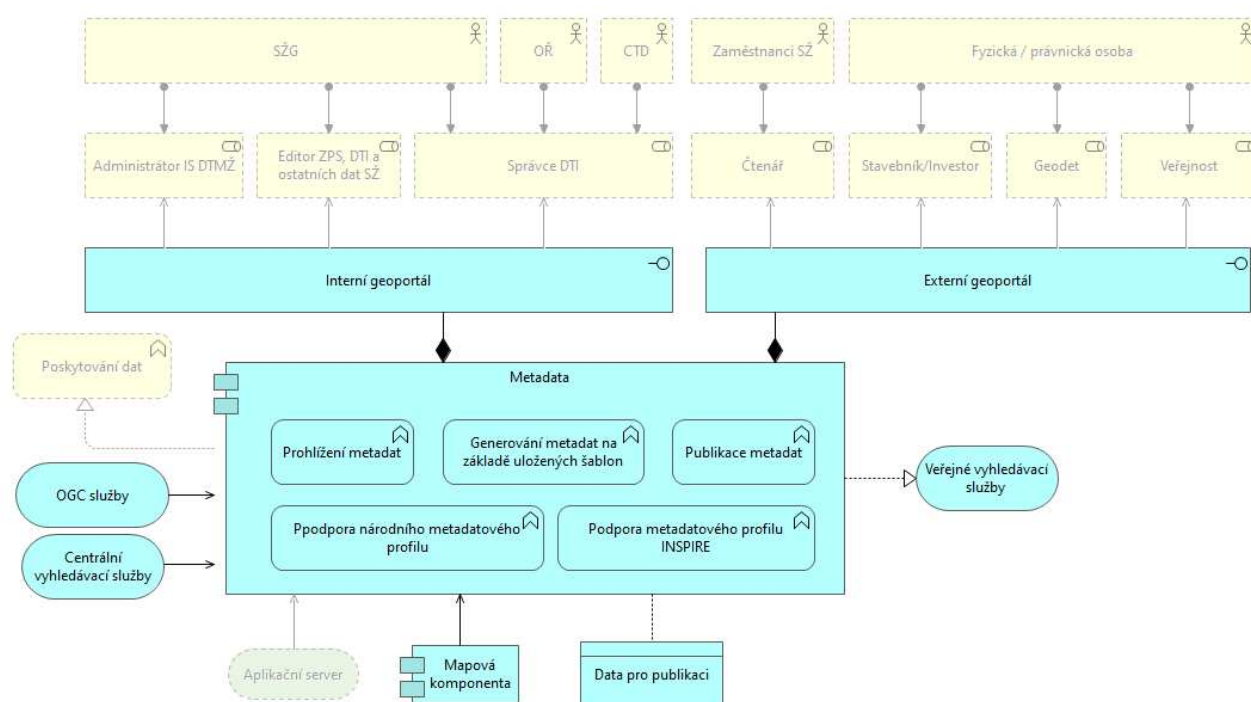 SŽG
OŘ
CTD
Zaměstnanci SŽ
Fyzická / právnická osoba
Administrátor IS DTMŽ
Editor ZPS, DTI a
ostatních dat SŽ
Správce DTI
Čtenář
Stavebník/Investor
Geodet
Veřejnost
Interní geoportál
Externí geoportál
Poskytování dat
Metadata
Prohlížení metadat
Generování metadat na
základě uložených šablon
Publikace metadat
Veřejné vyhledávací
služby
OGC služby
Ppodpora národního metadatového
profilu
Podpora metadatového profilu
INSPIRE
Centrální
vyhledávací služby
Aplikační server
Mapová
komponenta
Data pro publikaci